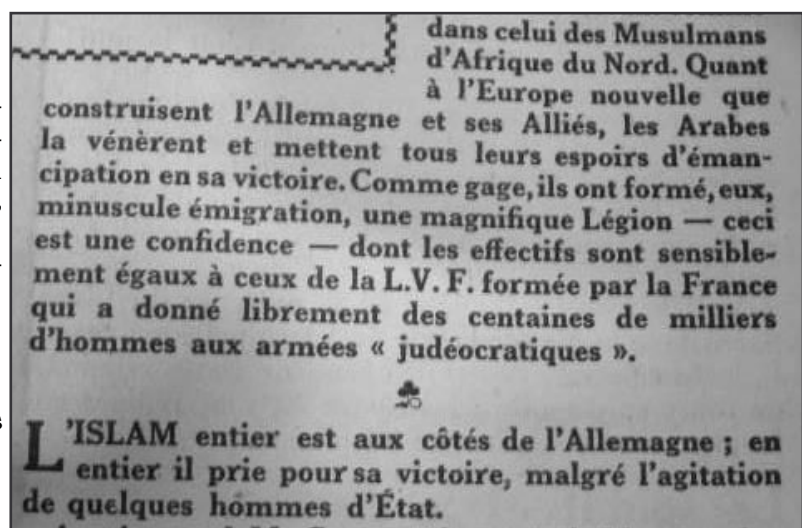 dans celui des Musulmans
d'Afrique du Nord. Quant
à l'Europe nouvelle que
construisent l'Allemagne et ses Alliés, les Arabes
la vénèrent et mettent tous leurs espoirs d'éman-
cipation en sa victoire. Comme gage, ils ont formé, eux,
minuscule émigration, une magnifique Légion — ceci
est une confidence — dont les effectifs sont sensible-
ment égaux à ceux de la L.V.F. formée par la France
qui a donné librement des centaines de milliers
d'hommes aux armées « judéocratiques ».
L'ISLAM entier est aux côtés de l'Allemagne ; en
entier il prie pour sa victoire, malgré l'agitation
de quelques hommes d'État.